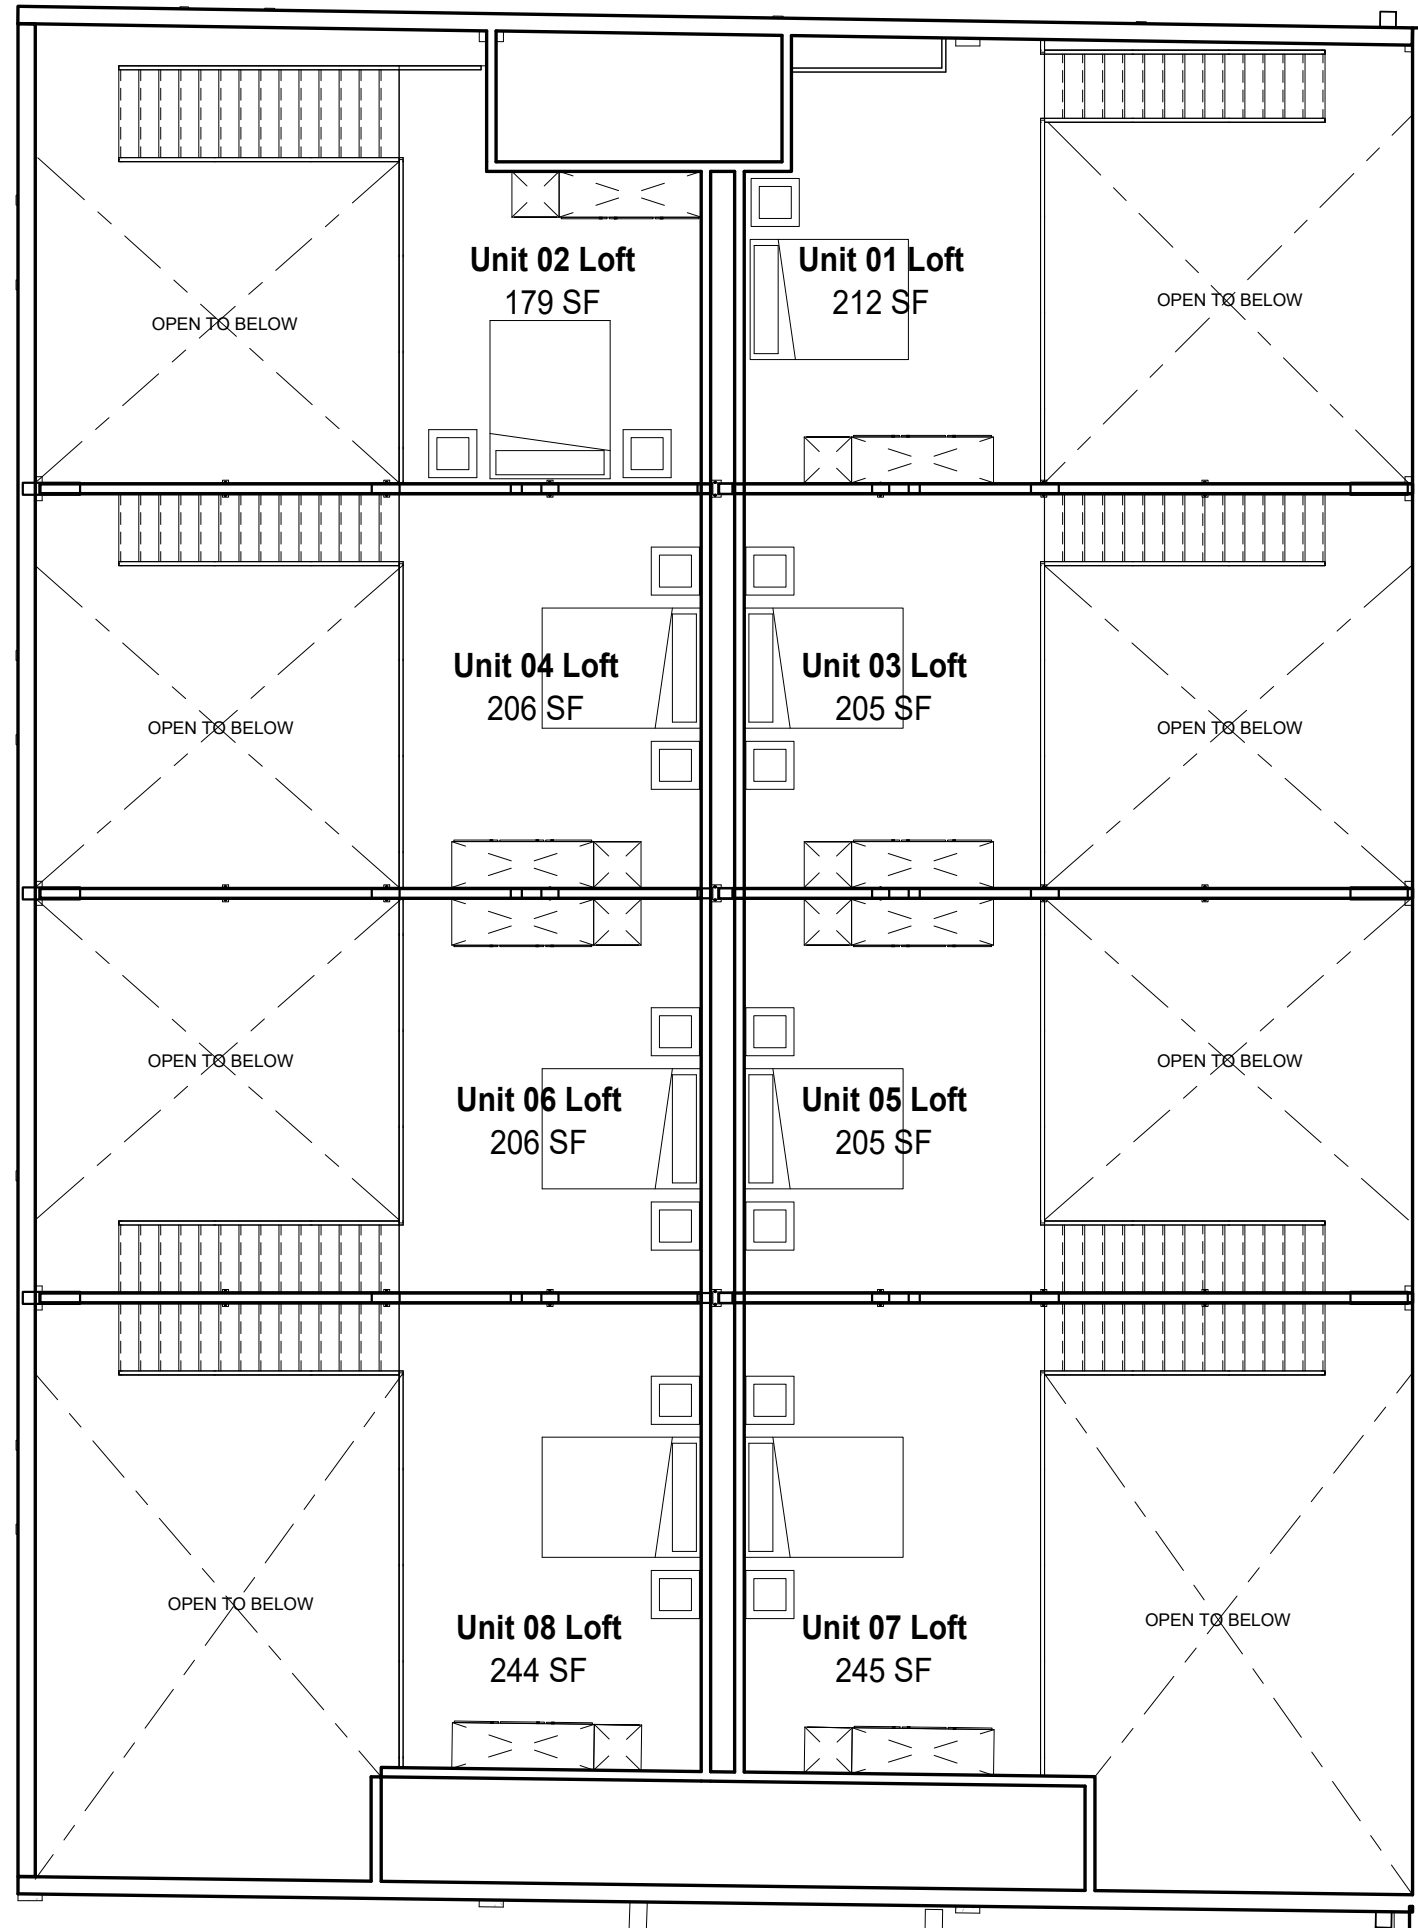 Unit 02 Loft
179 SF
Unit 01 Loft
212 SF
OPEN TO BELOW
OPEN TO BELOW
Unit 04 Loft
206 SF
Unit 03 Loft
205 SF
OPEN TO BELOW
OPEN TO BELOW
OPEN TO BELOW
OPEN TO BELOW
Unit 06 Loft
206 SF
Unit 05 Loft
205 SF
OPEN TO BELOW
OPEN TO BELOW
Unit 08 Loft
244 SF
Unit 07 Loft
245 SF